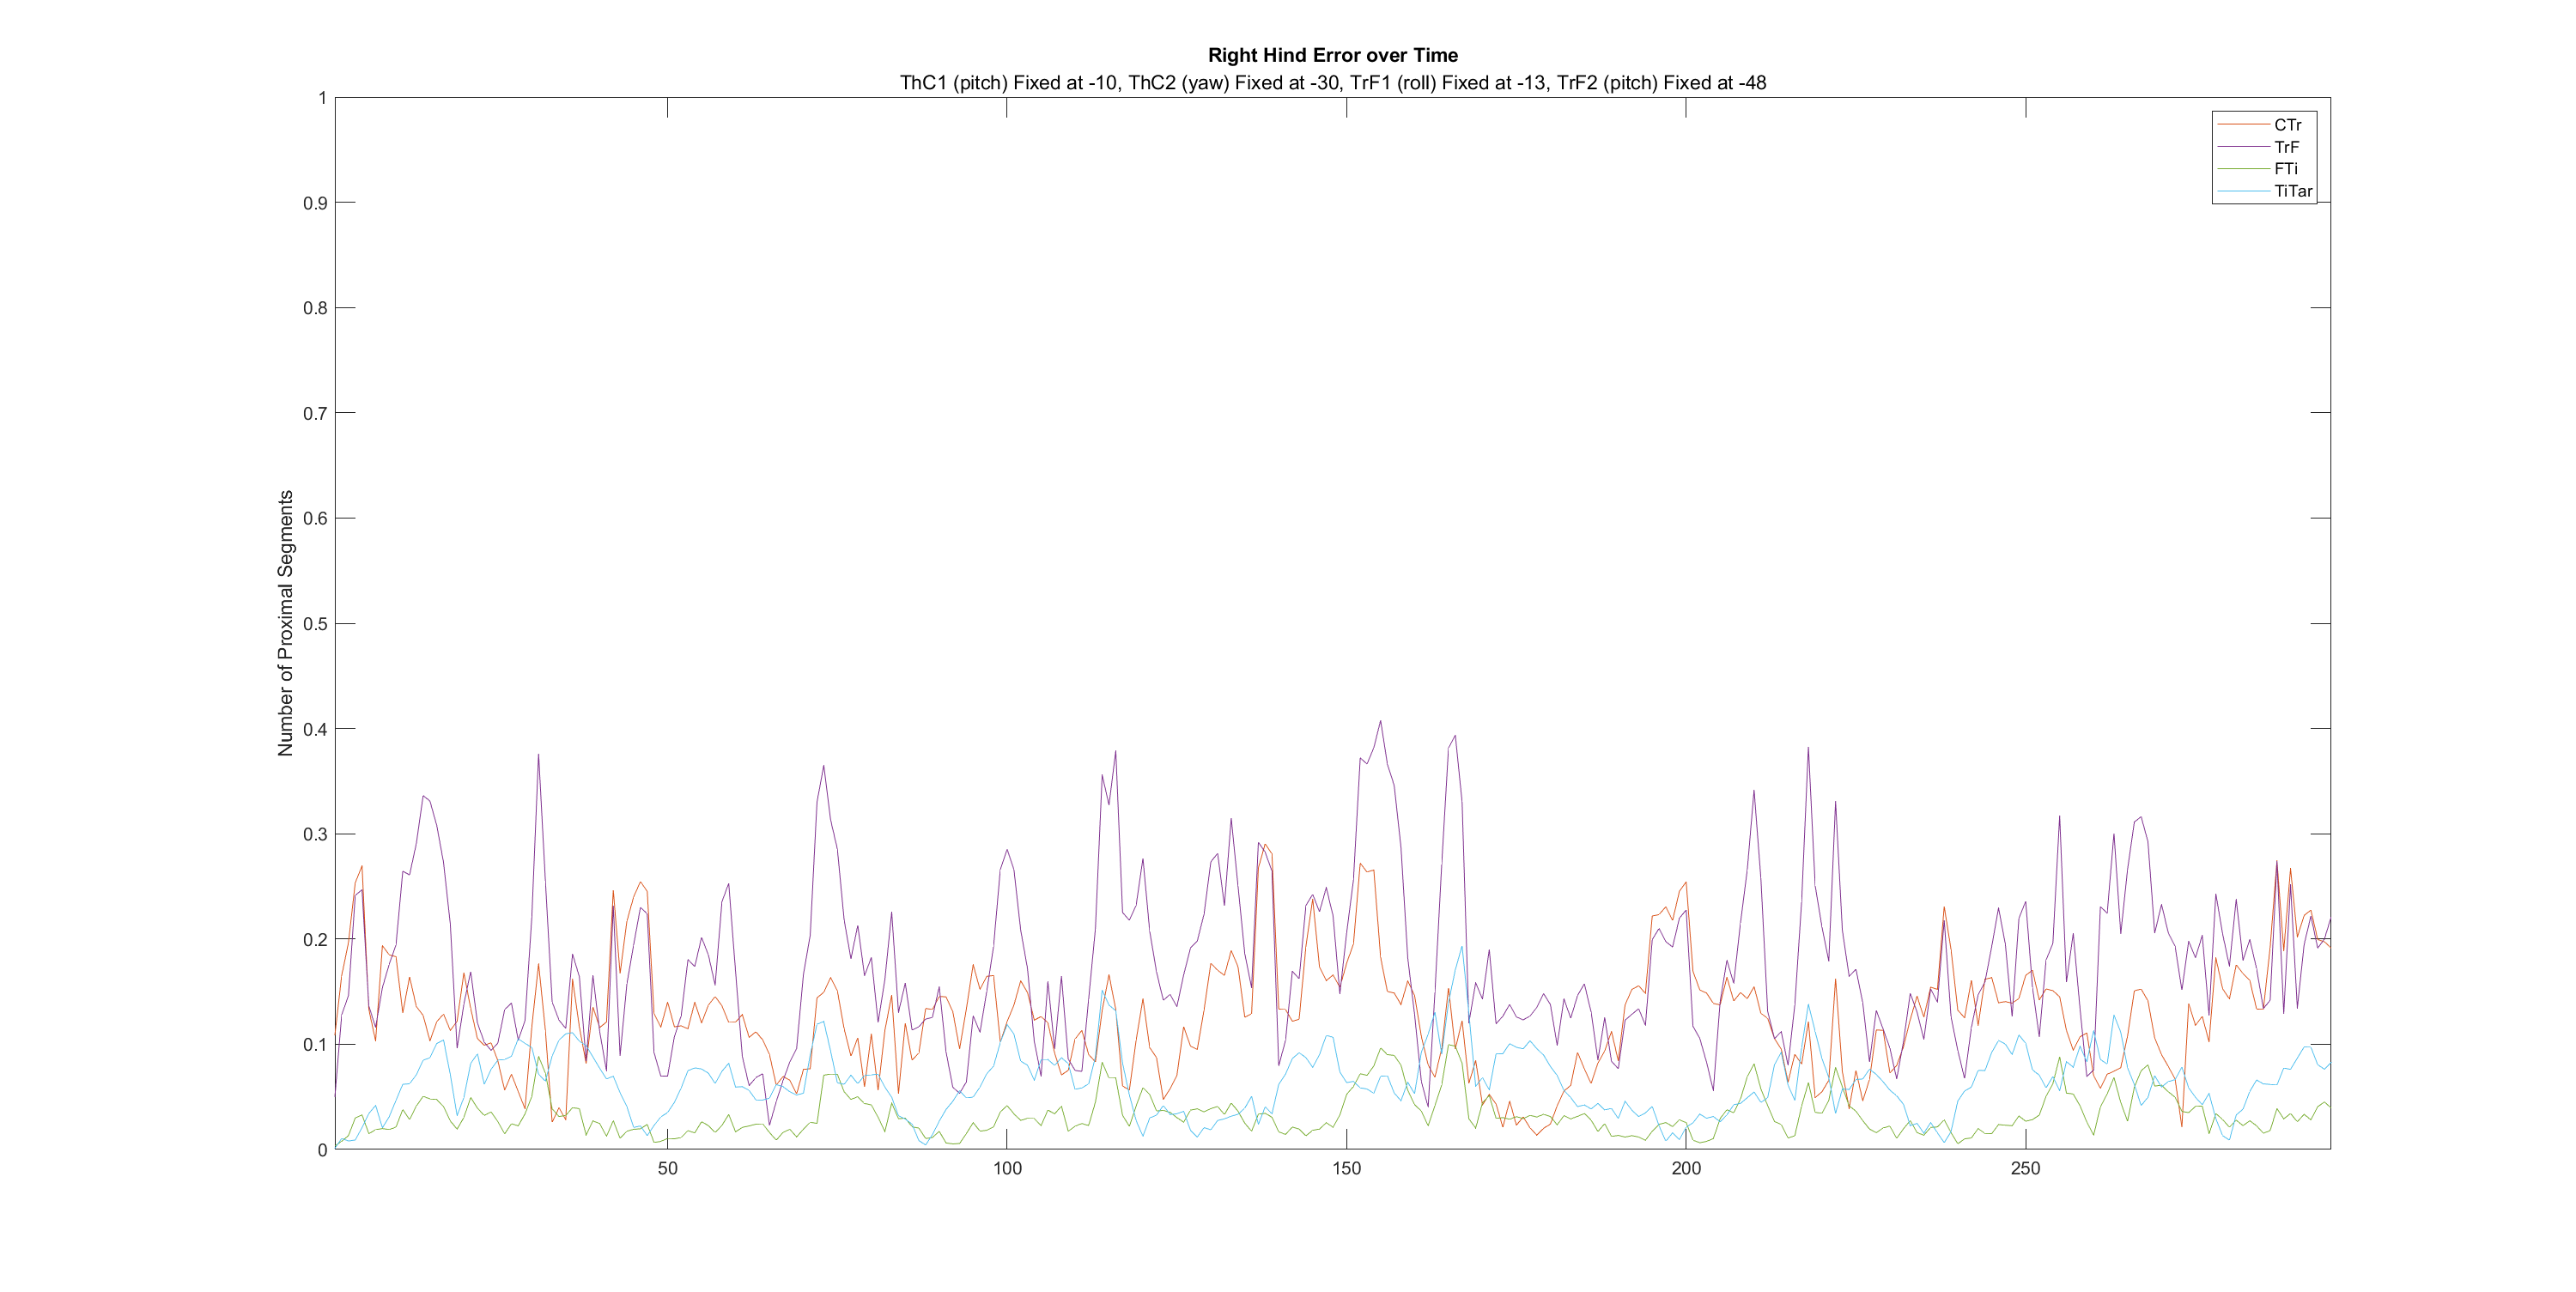 Right Hind Error over Time
ThC1 (pitch) Fixed at -10, ThC2 (yaw) Fixed at -30, TrF1 (roll) Fixed at -13, TrF2 (pitch) Fixed at -48
Number of Proximal Segments
1
0.9
0.8
0.7
0.6
0.5
0.4
0.3
0.2
0.1
0
50
100
150
200
250
CTr
TrF
FTi
TiTar